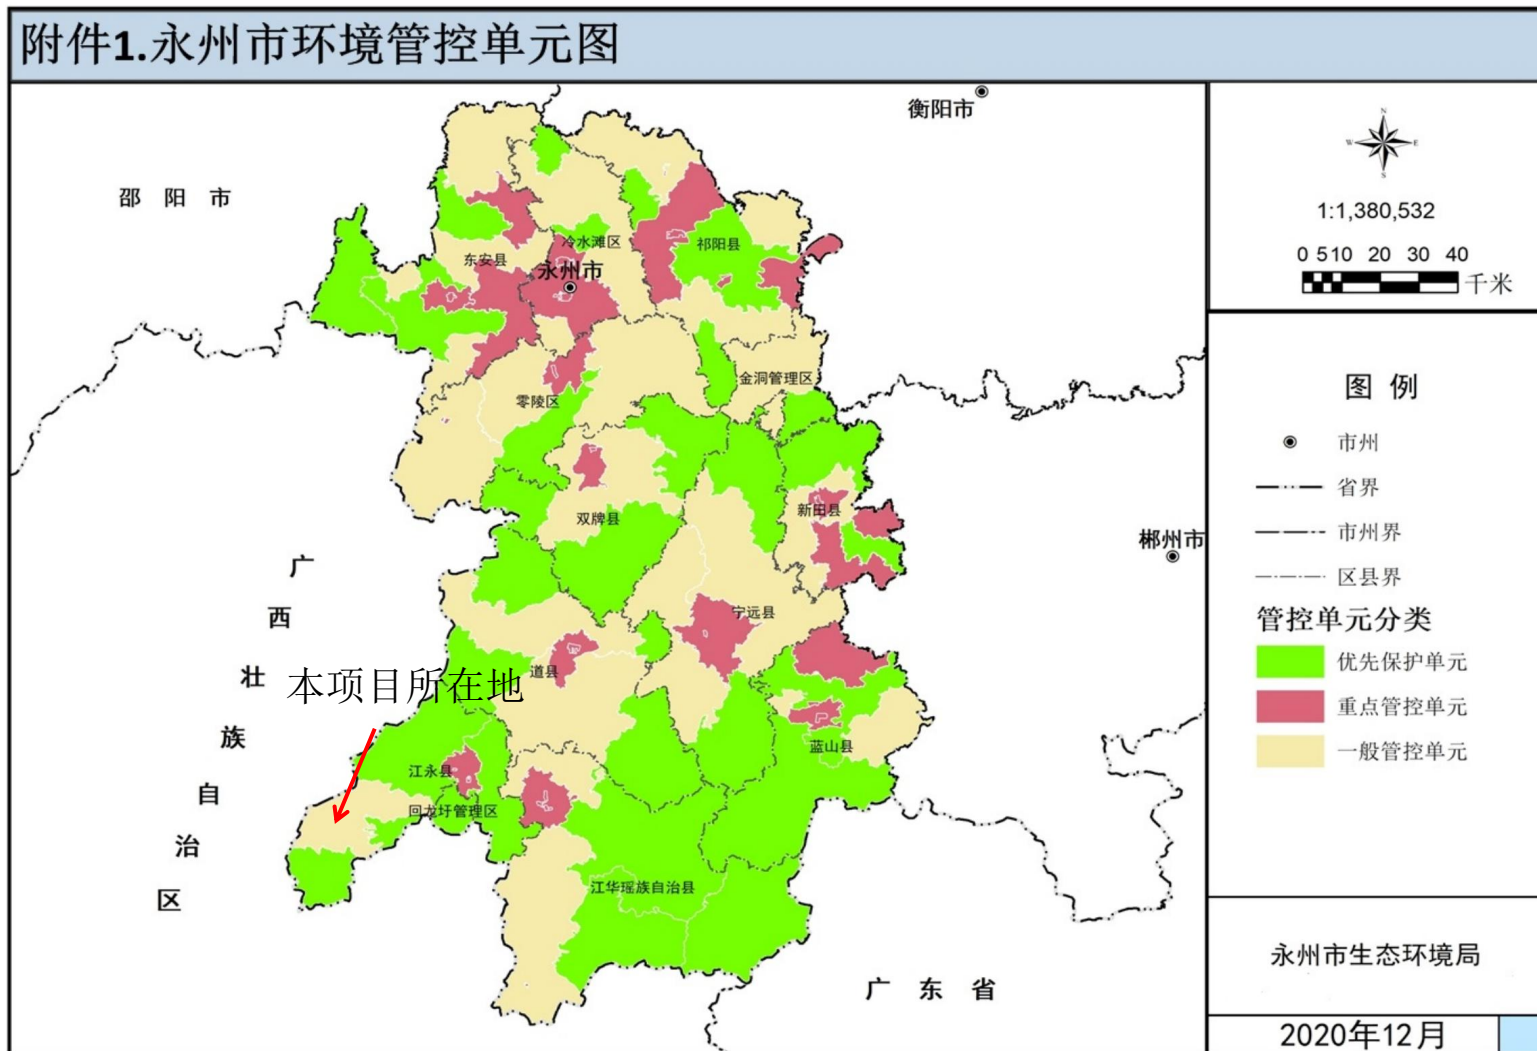 附件1.永州市环境管控单元图
衡阳市
邵阳市
冷水滩区
祁阳县
东安县
永州市
金洞管理区
零陵区
双牌县
新田县
郴州市
宁远县
道县
本项目所在地
蓝山县
江永县
回龙圩管理区
江华瑶族自治县
广西壮族自治区
广东省
N
W
E
S
1:1,380,532
0 5 10 20 30 40
千米
图例
市州
省界
市州界
区县界
管控单元分类
优先保护单元
重点管控单元
一般管控单元
永州市生态环境局
2020年12月